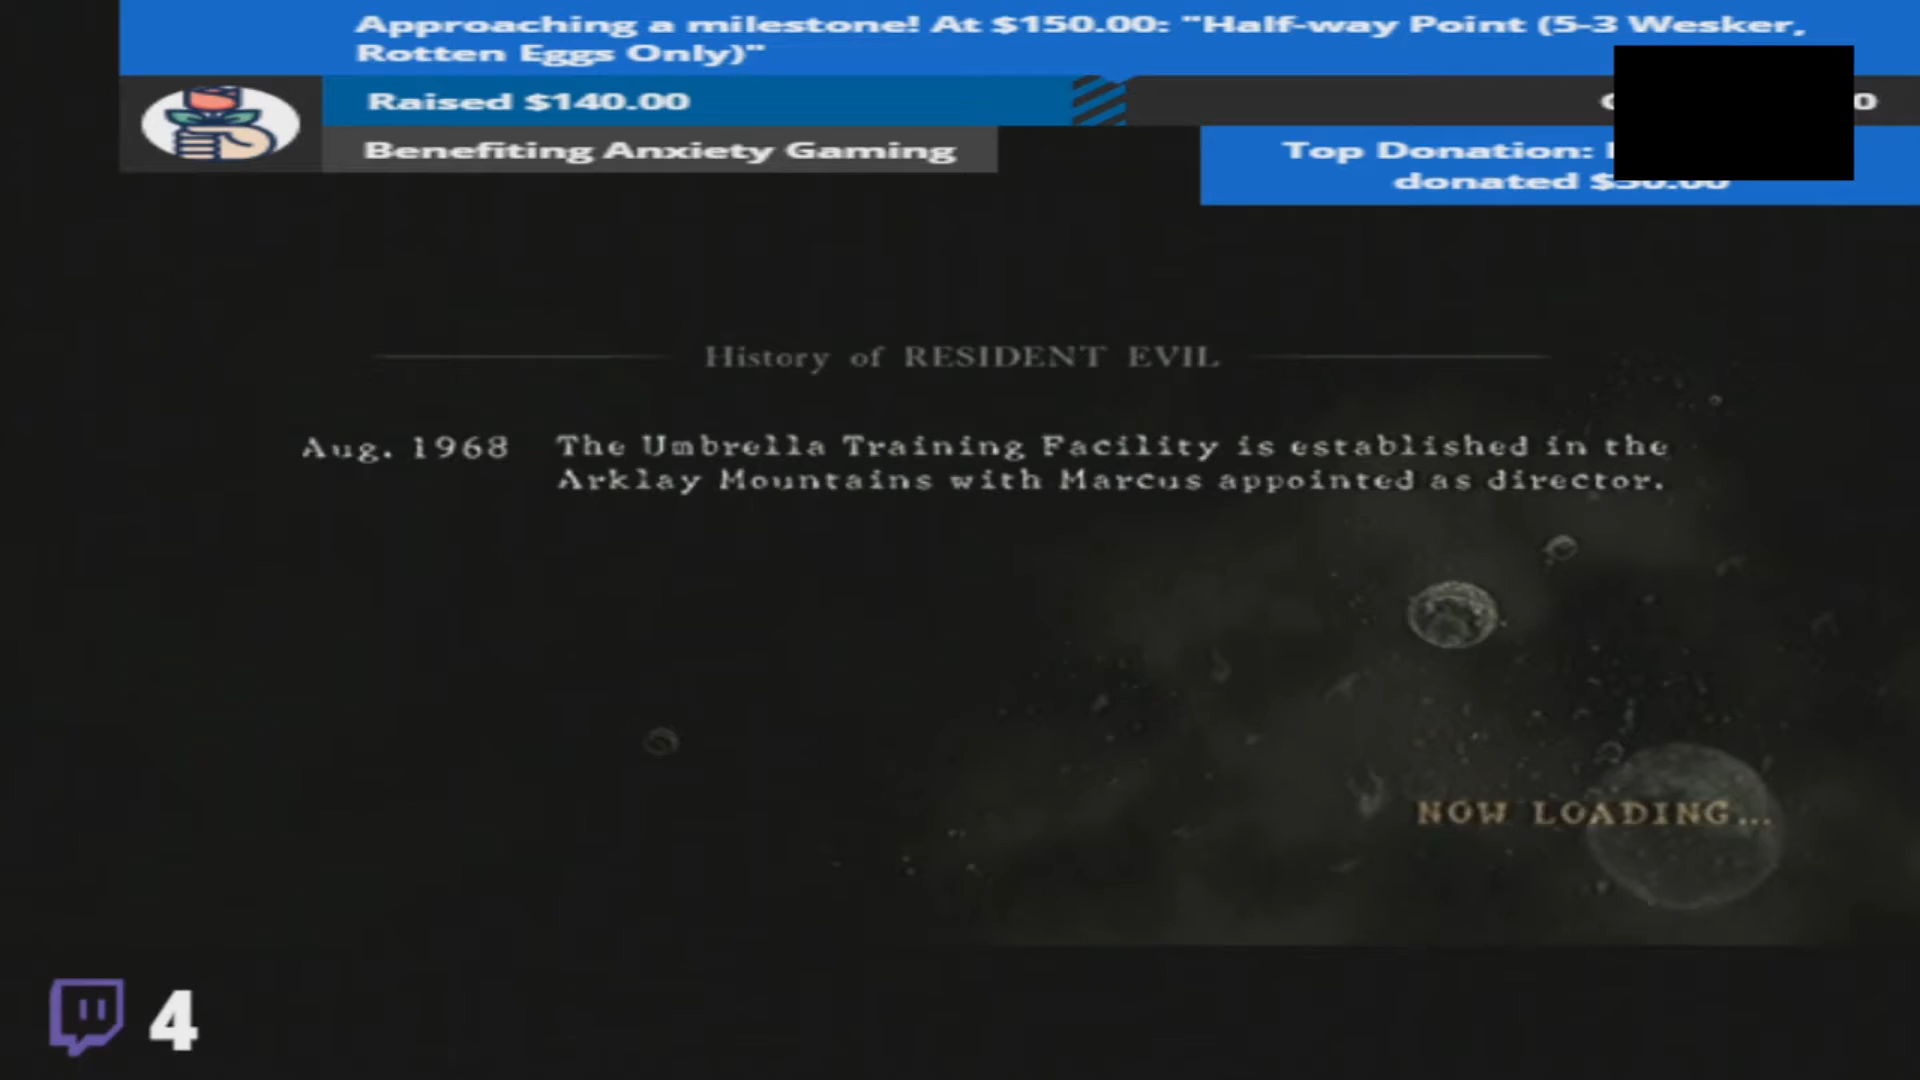 Approaching a milestone! At $150.00: "Half-way Point (5-3 Wesker,
Rotten Eggs Only)"
Raised $140.00
Benefiting Anxiety Gaming
Top Donation:
donated $50.00
History of RESIDENT EVIL
Aug. 1968 The Umbrella Training Facility is established in the
Arklay Mountains with Marcus appointed as director.
NOW LOADING...
4